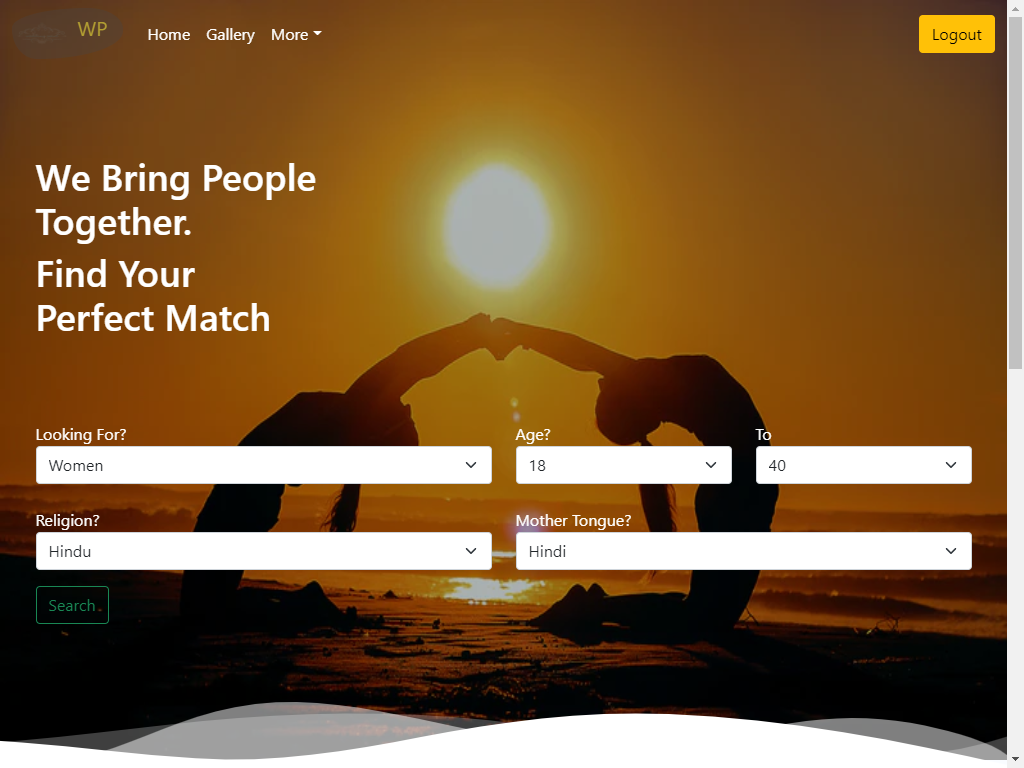 WP
Home Gallery More
Logout
We Bring People
Together.
Find Your
Perfect Match
Looking For? Age? To
Women 18 40
Religion? Mother Tongue?
Hindu Hindi
Search